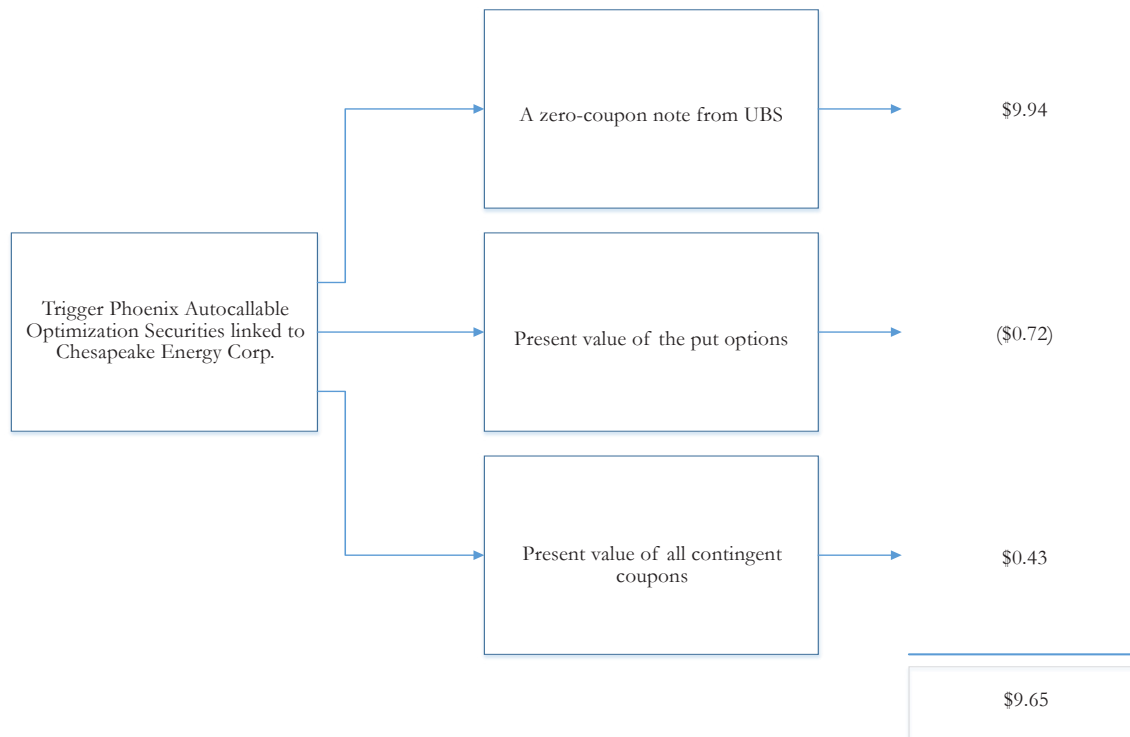 A zero-coupon note from UBS
$9.94
Trigger Phoenix Autocallable
Optimization Securities linked to
Chesapeake Energy Corp.
Present value of the put options
($0.72)
Present value of all contingent
coupons
$0.43
$9.65